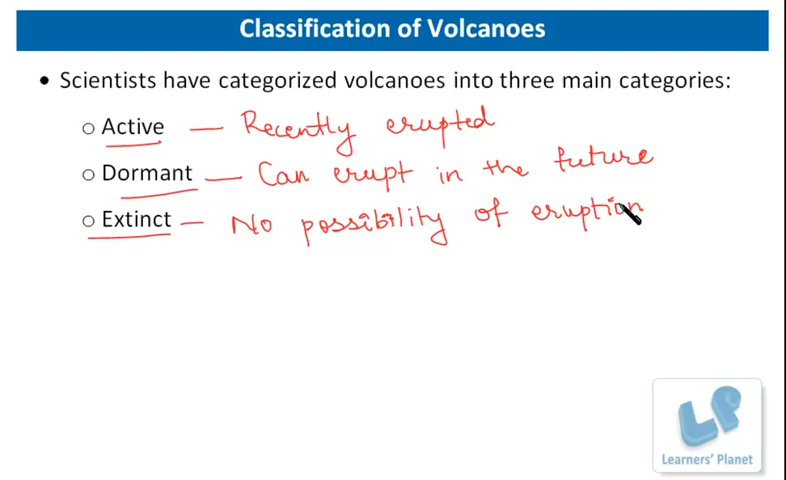 Classification of Volcanoes
• Scientists have categorized volcanoes into three main categories:
○ Active — Recently erupted
○ Dormant — Can erupt in the future
○ Extinct — No possibility of eruption
LP
Learners' Planet